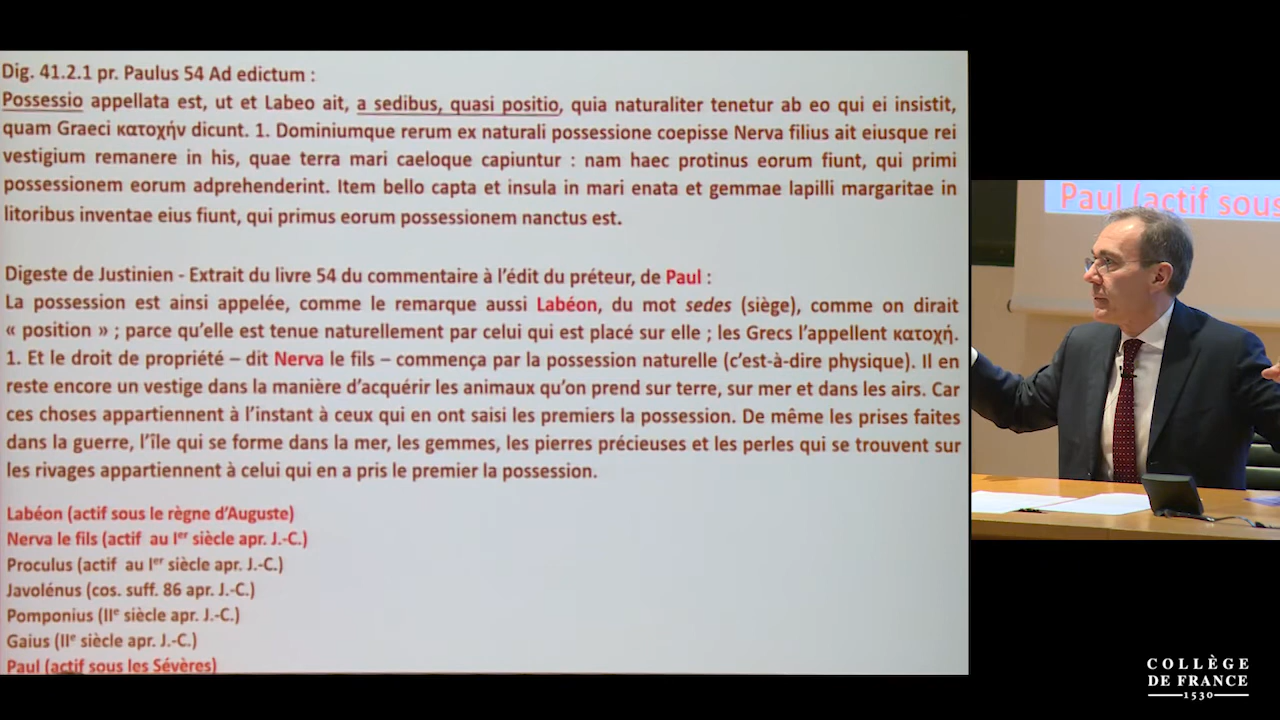 Dig. 41.2.1 pr. Paulus 54 Ad edictum :
Possessio appellata est, ut et Labeo ait, a sedibus, quasi positio, quia naturaliter tenetur ab eo qui ei insistit,
quam Graeci κατοχήν dicunt. 1. Dominiumque rerum ex naturali possessione coepisse Nerva filius ait eiusque rei
vestigium remanere in his, quae terra mari caeloque capiuntur : nam haec protinus eorum fiunt, qui primi
possessionem eorum adprehenderint. Item bello capta et insula in mari enata et gemmae lapilli margaritae in
litoribus inventae eius fiunt, qui primus eorum possessionem nanctus est.
Digeste de Justinien - Extrait du livre 54 du commentaire à l'édit du préteur, de Paul :
La possession est ainsi appelée, comme le remarque aussi Labéon, du mot sedes (siège), comme on dirait
« position » ; parce qu'elle est tenue naturellement par celui qui est placé sur elle ; les Grecs l'appellent κατοχή.
1. Et le droit de propriété – dit Nerva le fils – commença par la possession naturelle (c'est-à-dire physique). Il en
reste encore un vestige dans la manière d'acquérir les animaux qu'on prend sur terre, sur mer et dans les airs. Car
ces choses appartiennent à l'instant à ceux qui en ont saisi les premiers la possession. De même les prises faites
dans la guerre, l'île qui se forme dans la mer, les gemmes, les pierres précieuses et les perles qui se trouvent sur
les rivages appartiennent à celui qui en a pris le premier la possession.
Labéon (actif sous le règne d'Auguste)
Nerva le fils (actif au Ier siècle apr. J.-C.)
Proculus (actif au Ier siècle apr. J.-C.)
Javolénus (cos. suff. 86 apr. J.-C.)
Pomponius (IIe siècle apr. J.-C.)
Gaius (IIe siècle apr. J.-C.)
Paul (actif sous les Sévères)
Paul (actif sous
COLLÈGE
DE FRANCE
1530